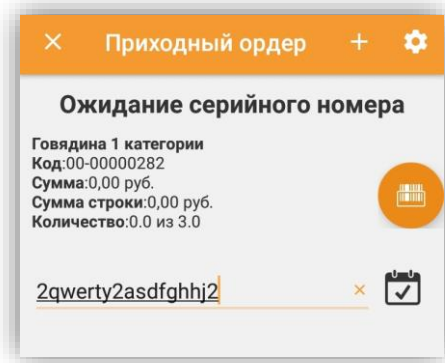 Приходный ордер
Ожидание серийного номера
Говядина 1 категории
Код:00-00000282
Сумма:0,00 руб.
Сумма строки:0,00 руб.
Количество:0.0 из 3.0
2qwerty2asdfghhj2